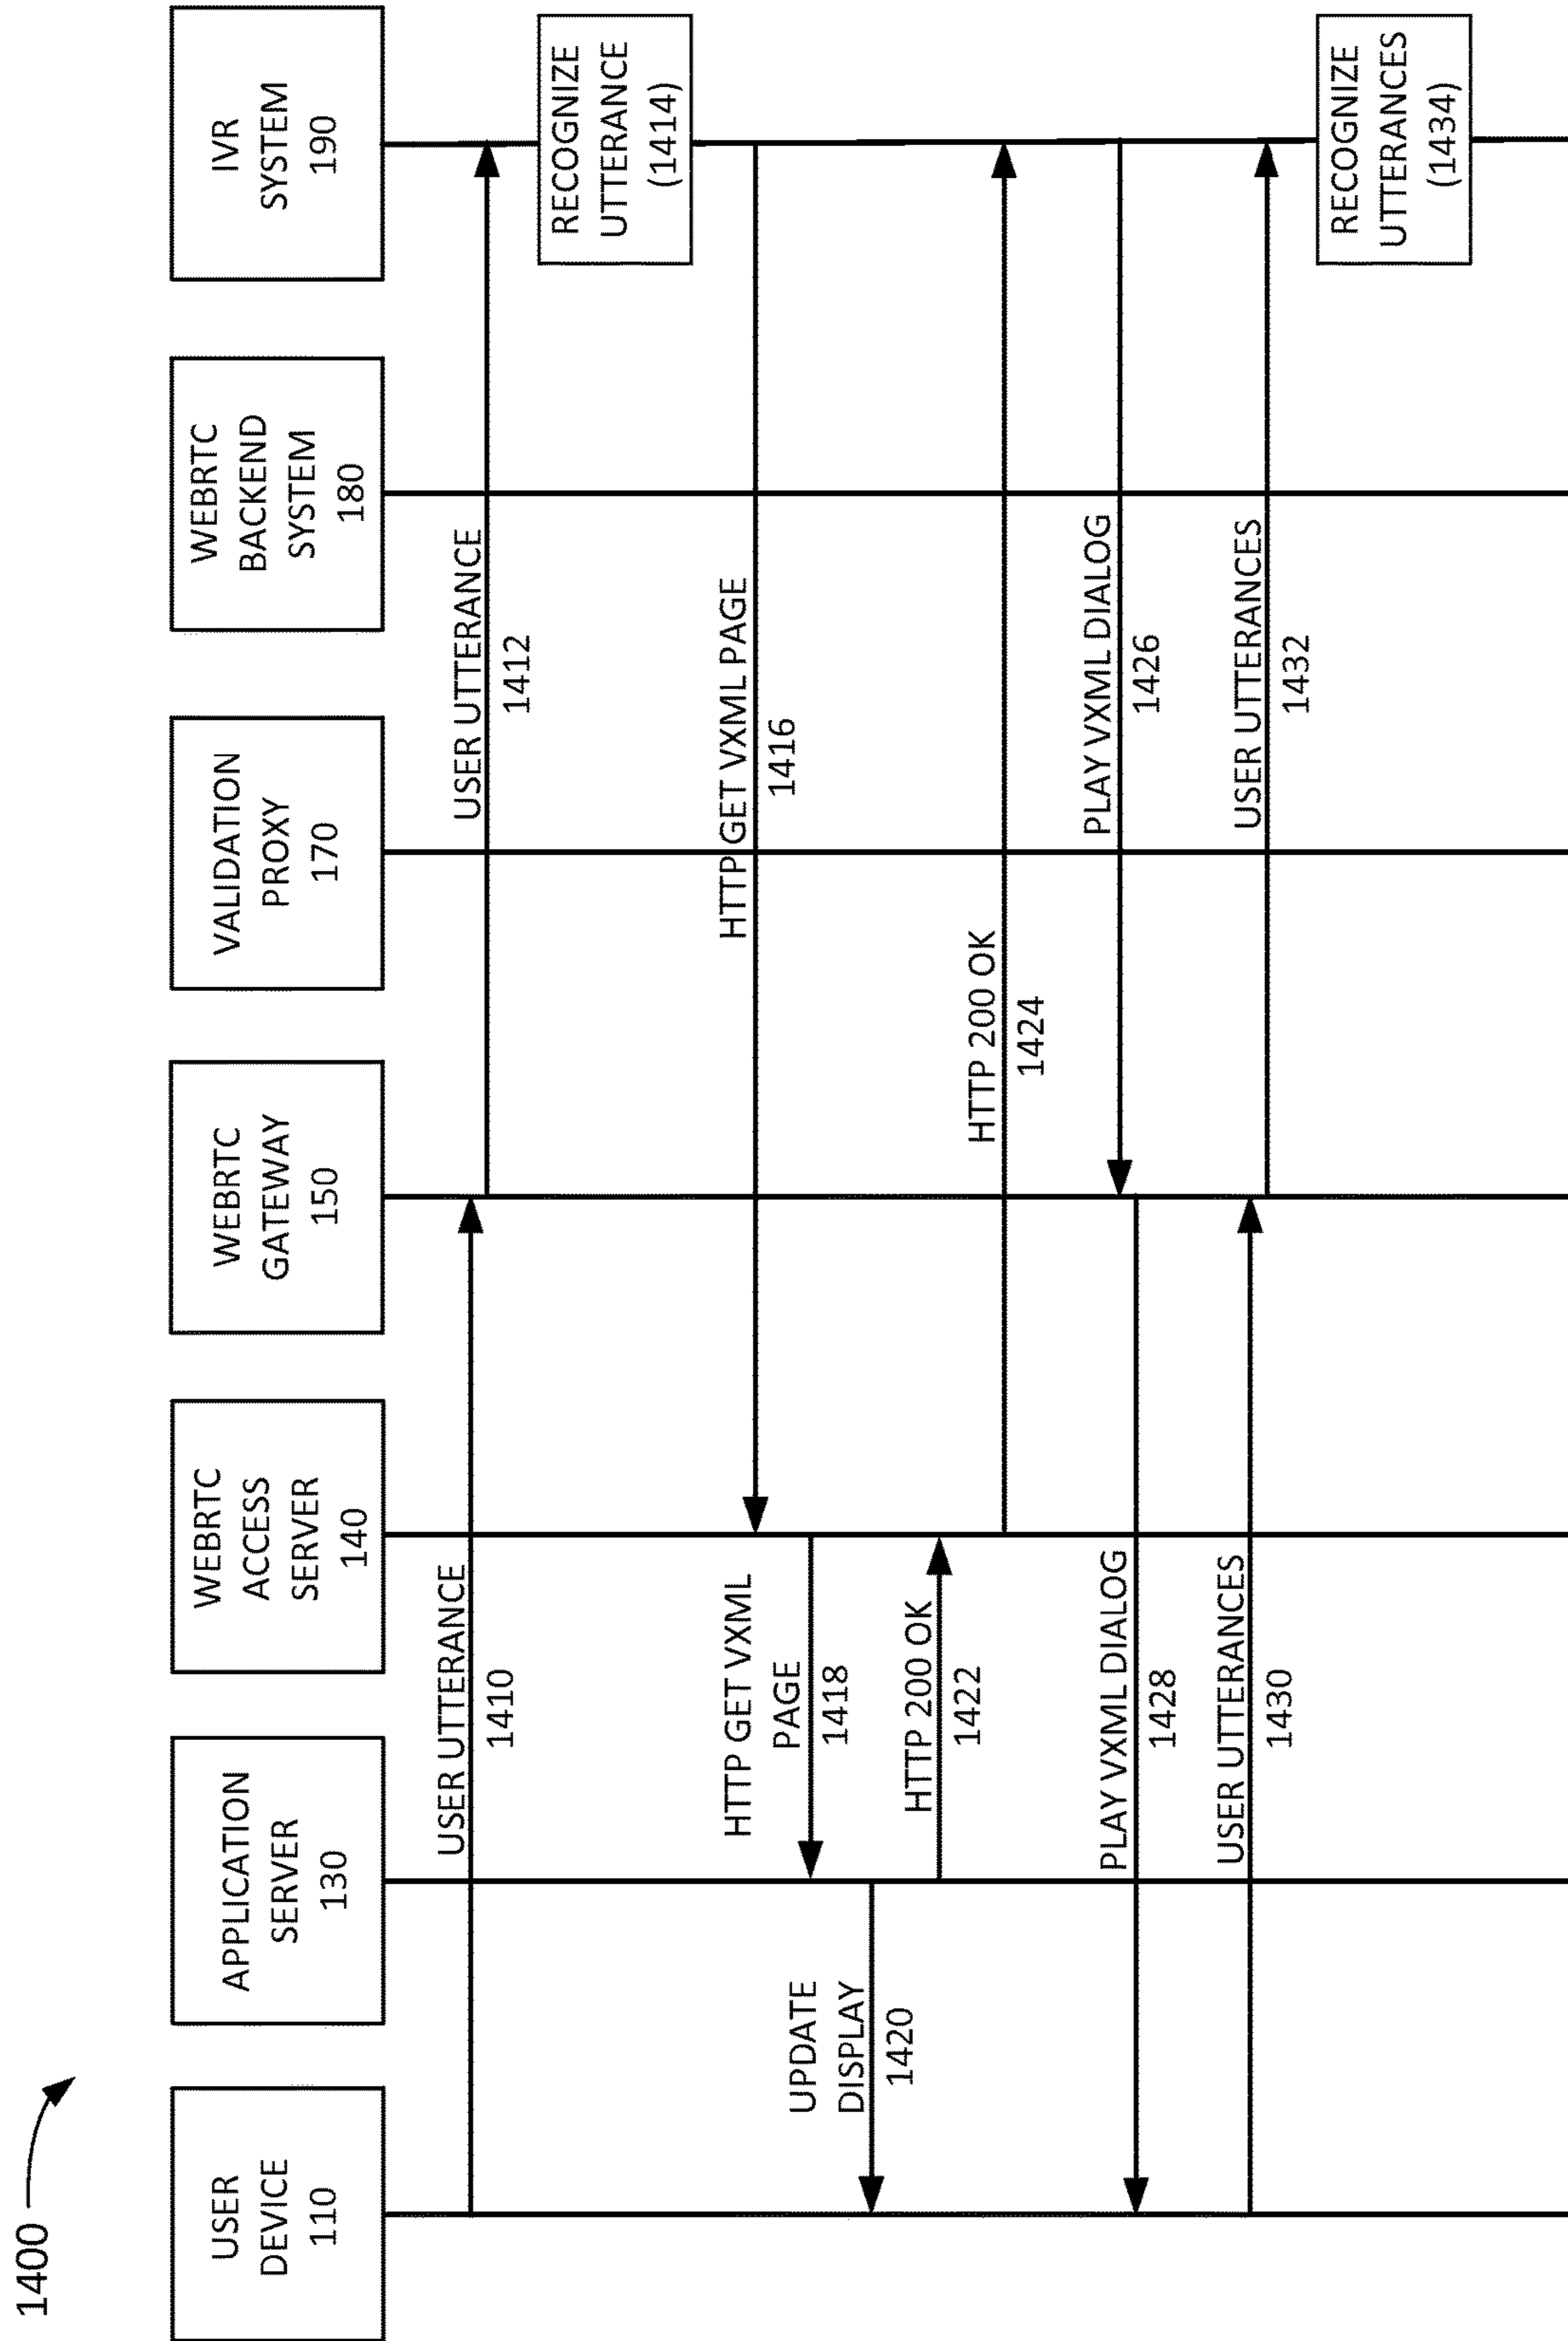 1400
USER
DEVICE
110
APPLICATION
SERVER
130
WEBRTC
ACCESS
SERVER
140
WEBRTC
GATEWAY
150
VALIDATION
PROXY
170
WEBRTC
BACKEND
SYSTEM
180
IVR
SYSTEM
190
USER UTTERANCE
1410
USER UTTERANCE
1412
RECOGNIZE
UTTERANCE
(1414)
HTTP GET VXML PAGE
1416
HTTP GET VXML
PAGE
1418
UPDATE
DISPLAY
1420
HTTP 200 OK
1422
HTTP 200 OK
1424
PLAY VXML DIALOG
1426
PLAY VXML DIALOG
1428
USER UTTERANCES
1430
USER UTTERANCES
1432
RECOGNIZE
UTTERANCES
(1434)